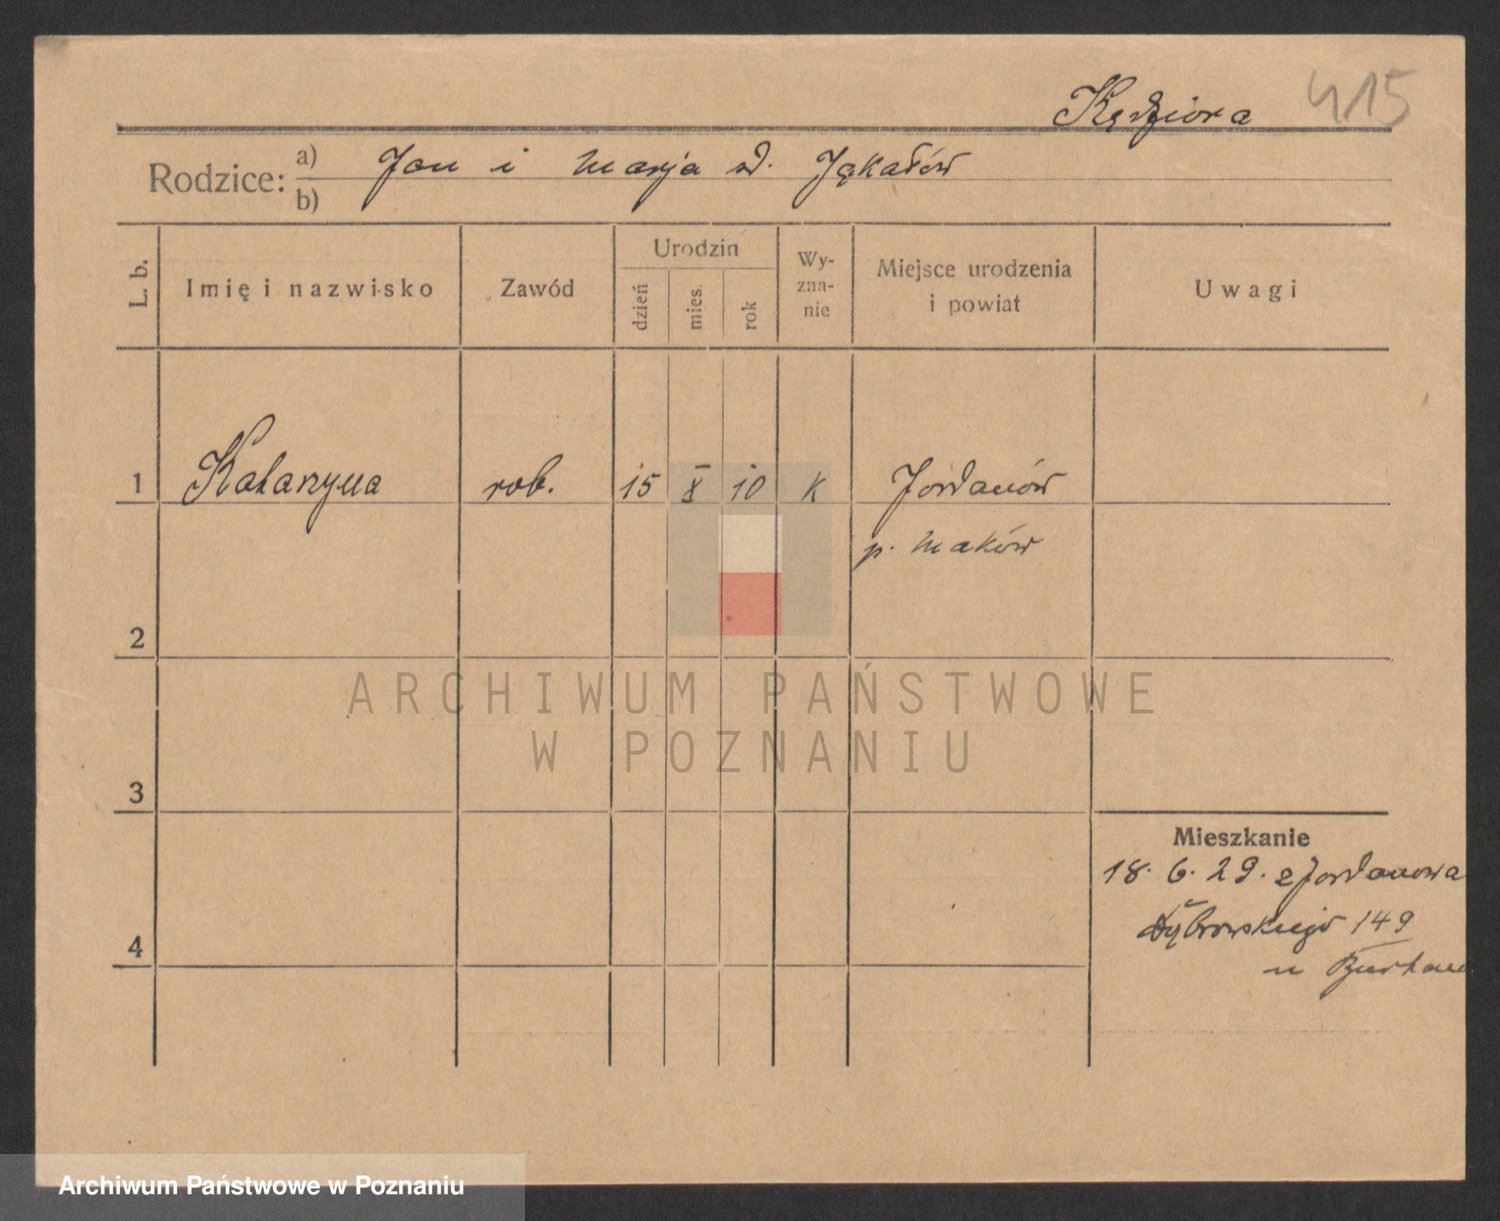 Kędziora 415
Rodzice: a) Jan i Marja d. Jąkałów
b)
L. b.
Imię i nazwisko
Zawód
Urodzin
dzień
mies.
rok
Wy-
zna-
nie
Miejsce urodzenia
i powiat
Uwagi
1 Katarzyna rob. 15 X 10 K Jordanów
p. Maków
2
3
4
Mieszkanie
18. 6. 29. z Jordanowa
Dąbrowskiego 149
u
ARCHIWUM PAŃSTWOWE
W POZNANIU
Archiwum Państwowe w Poznaniu